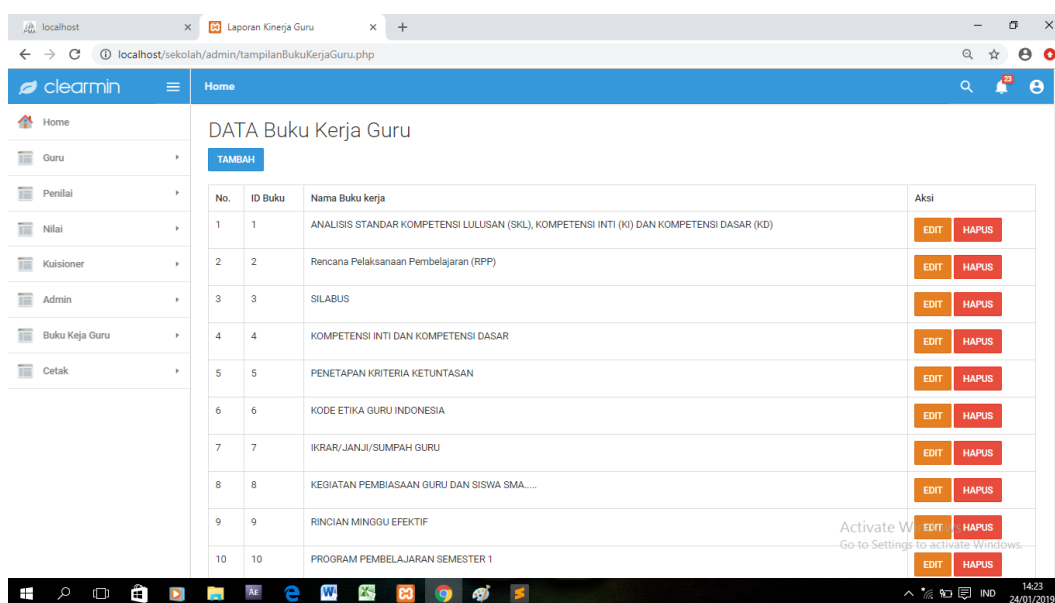 localhost
Laporan Kinerja Guru
localhost/sekolah/admin/tampilanBukuKerjaGuru.php
clearmin
Home
23
Home
Guru
Penilai
Nilai
Kuisioner
Admin
Buku Keja Guru
Cetak
DATA Buku Kerja Guru
TAMBAH
No. ID Buku Nama Buku kerja Aksi
1 1 ANALISIS STANDAR KOMPETENSI LULUSAN (SKL), KOMPETENSI INTI (KI) DAN KOMPETENSI DASAR (KD) EDIT HAPUS
2 2 Rencana Pelaksanaan Pembelajaran (RPP) EDIT HAPUS
3 3 SILABUS EDIT HAPUS
4 4 KOMPETENSI INTI DAN KOMPETENSI DASAR EDIT HAPUS
5 5 PENETAPAN KRITERIA KETUNTASAN EDIT HAPUS
6 6 KODE ETIKA GURU INDONESIA EDIT HAPUS
7 7 IKRAR/JANJI/SUMPAH GURU EDIT HAPUS
8 8 KEGIATAN PEMBIASAAN GURU DAN SISWA SMA..... EDIT HAPUS
9 9 RINCIAN MINGGU EFEKTIF EDIT HAPUS
10 10 PROGRAM PEMBELAJARAN SEMESTER 1 EDIT HAPUS
Activate Windows
Go to Settings to activate Windows.
AE
IND
14:23
24/01/2019